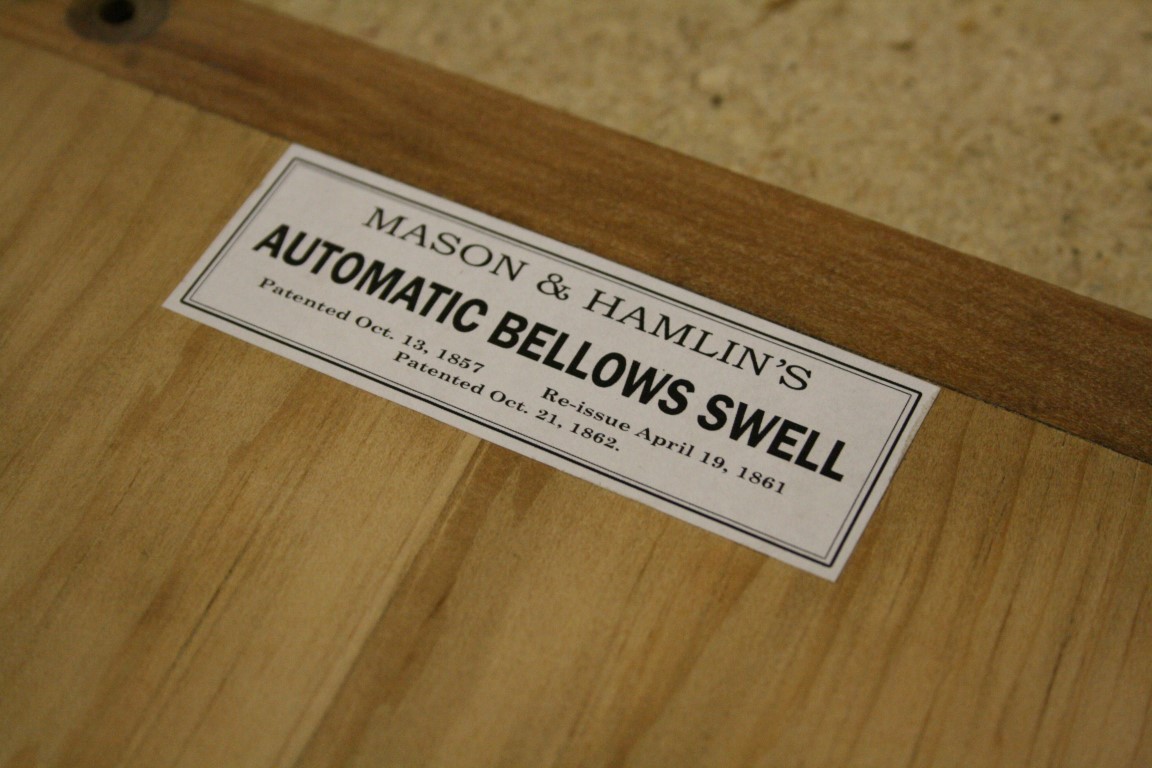 MASON & HAMLIN'S
AUTOMATIC BELLOWS SWELL
Patented Oct. 13, 1857 Re-issue April 19, 1861
Patented Oct. 21, 1862.